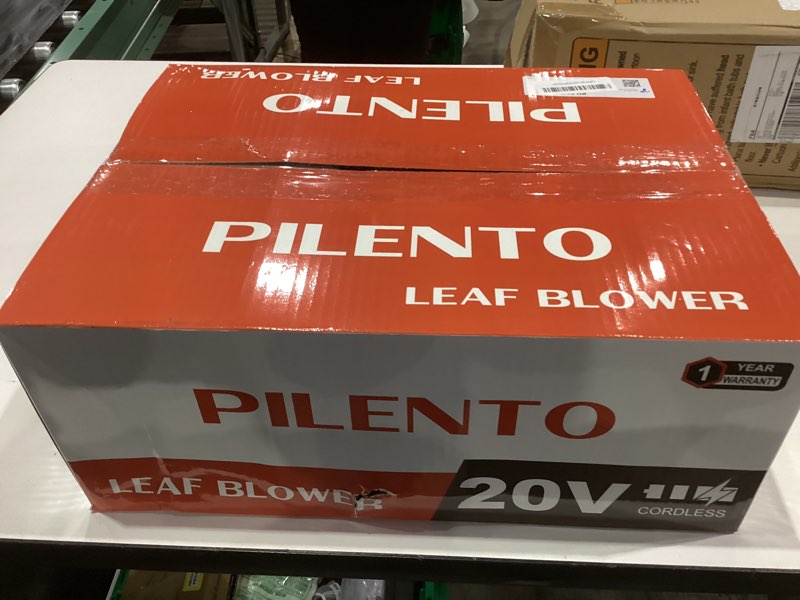 LEAF BLOWER
PILENTO
PILENTO
LEAF BLOWER
1 YEAR
WARRANTY
PILENTO
LEAF BLOWER
20V
CORDLESS